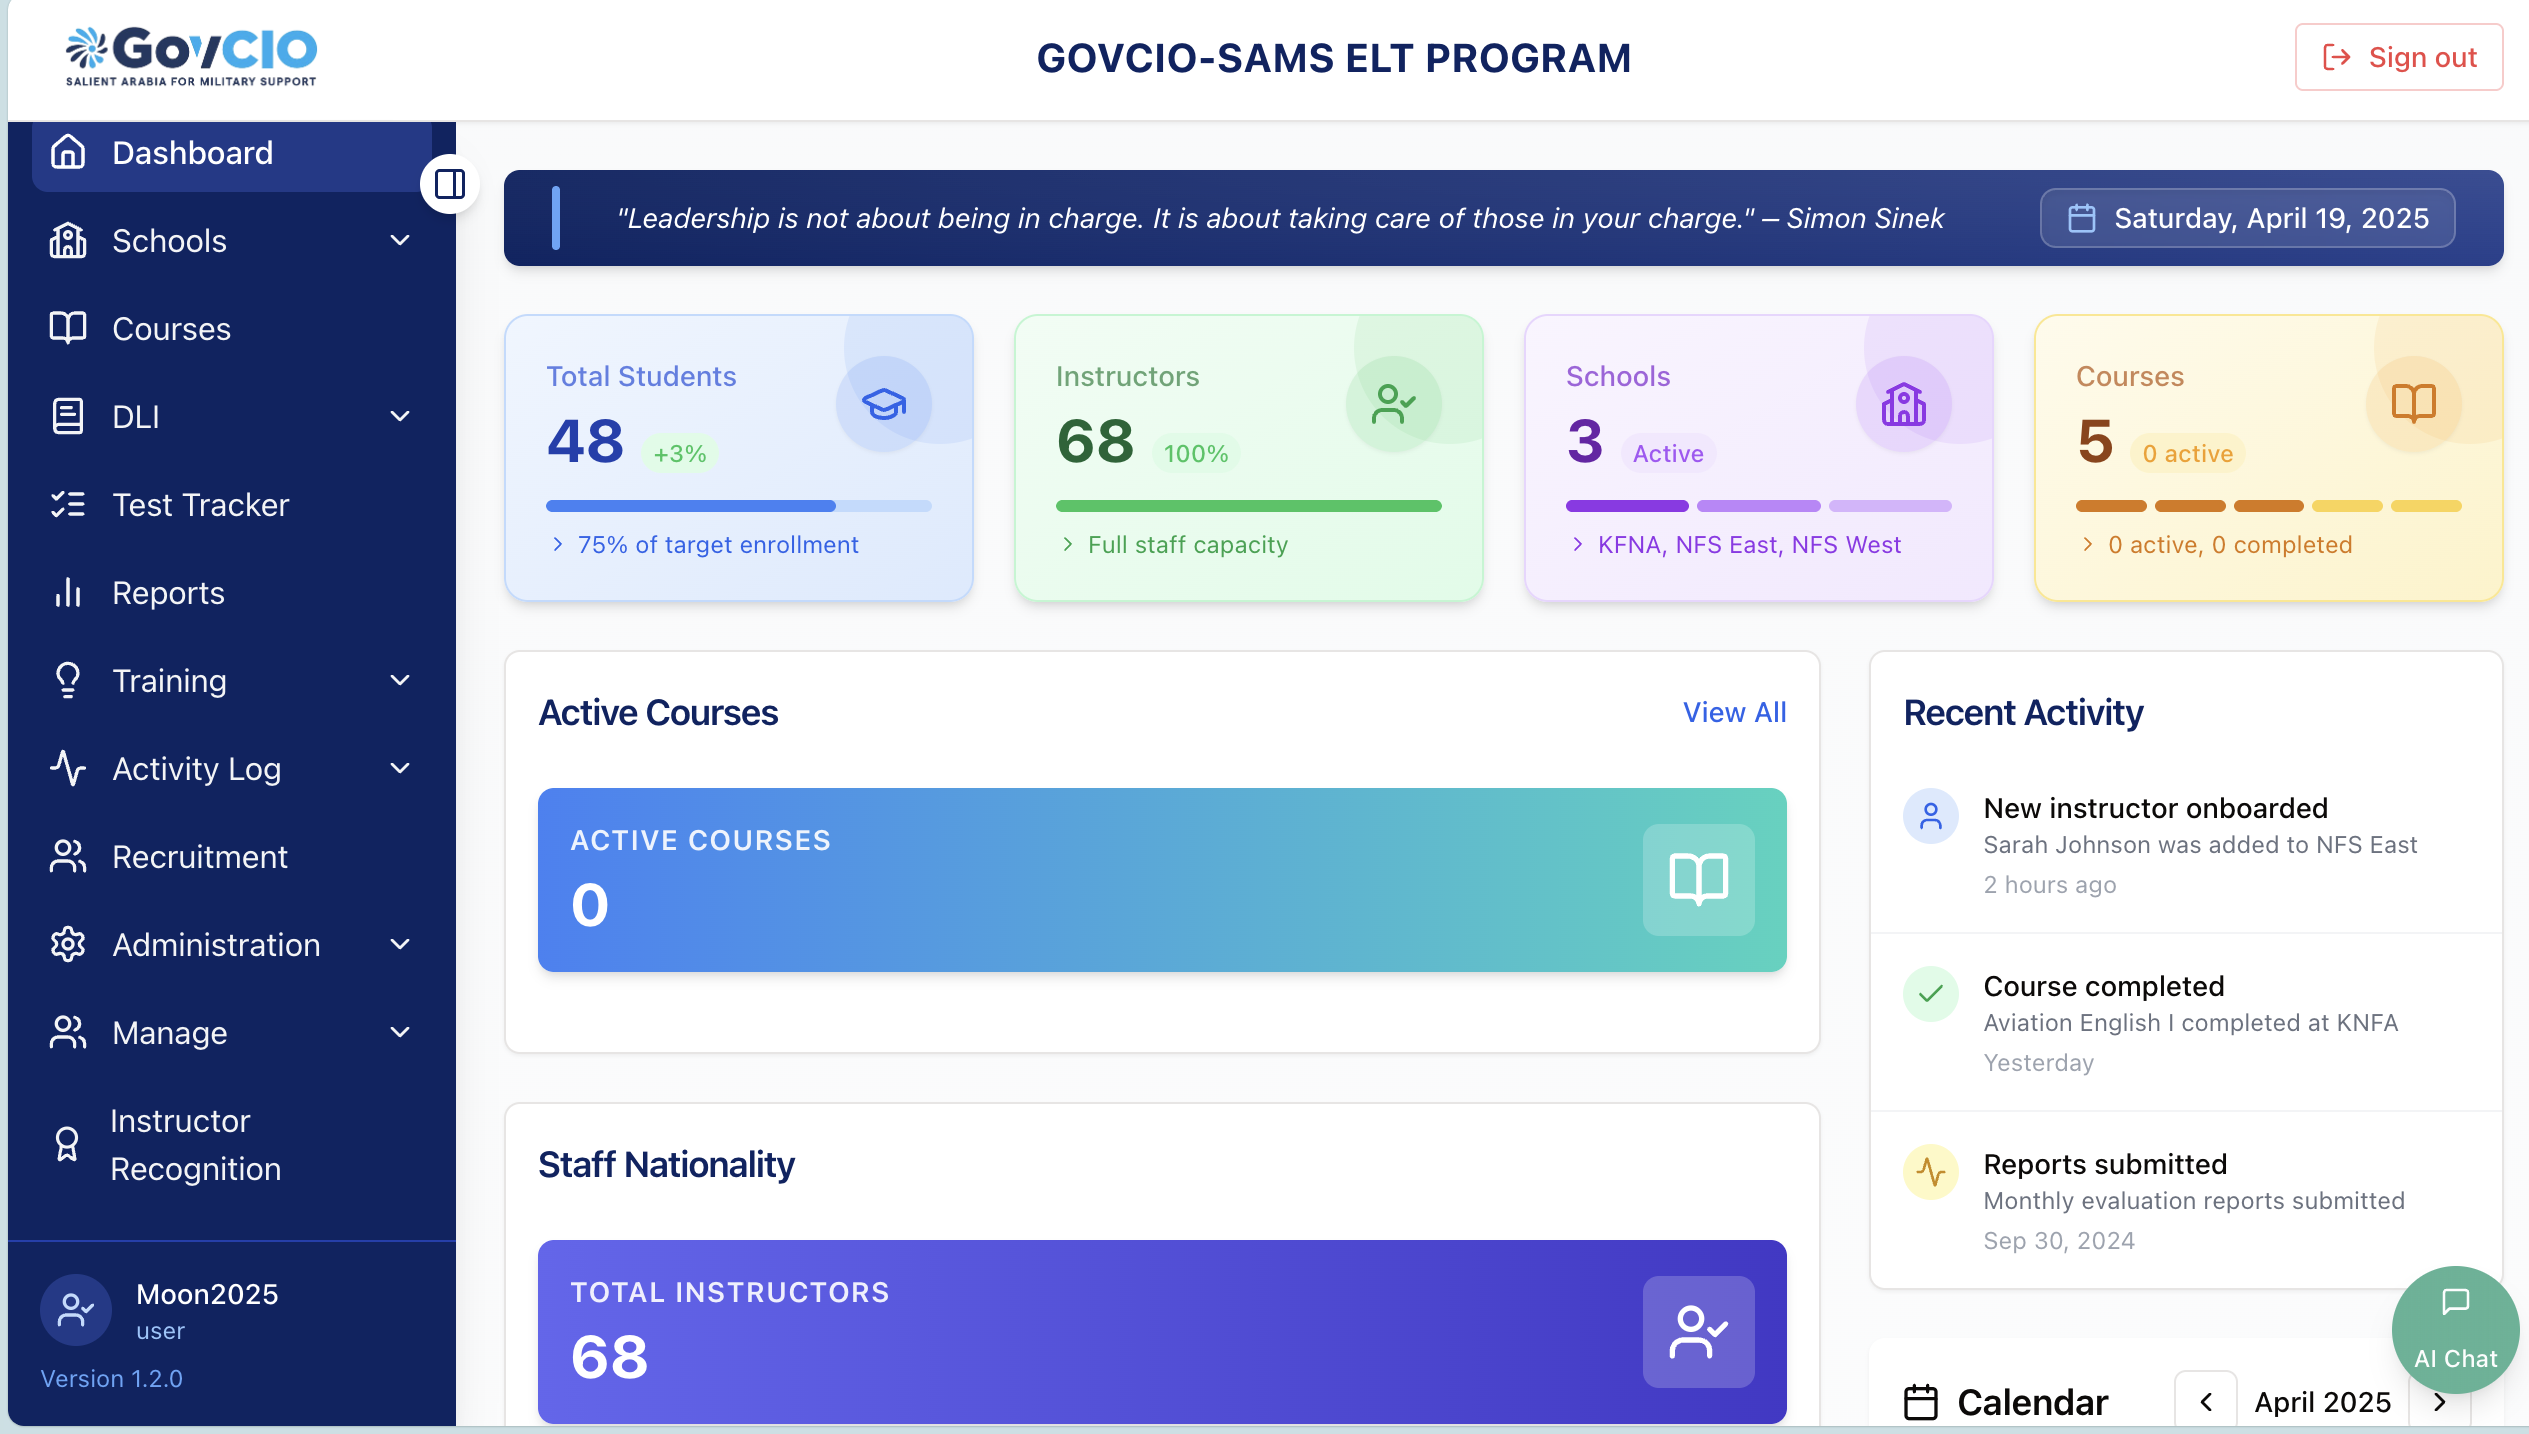 GovCIO
SALIENT ARABIA FOR MILITARY SUPPORT
GOVCIO-SAMS ELT PROGRAM
Sign out
Dashboard
Schools
Courses
DLI
Test Tracker
Reports
Training
Activity Log
Recruitment
Administration
Manage
Instructor
Recognition
Moon2025
user
Version 1.2.0
"Leadership is not about being in charge. It is about taking care of those in your charge." — Simon Sinek
Saturday, April 19, 2025
Total Students
48 +3%
75% of target enrollment
Instructors
68 100%
Full staff capacity
Schools
3 Active
KFNA, NFS East, NFS West
Courses
5 0 active
0 active, 0 completed
Active Courses
View All
ACTIVE COURSES
0
Staff Nationality
TOTAL INSTRUCTORS
68
Recent Activity
New instructor onboarded
Sarah Johnson was added to NFS East
2 hours ago
Course completed
Aviation English I completed at KNFA
Yesterday
Reports submitted
Monthly evaluation reports submitted
Sep 30, 2024
AI Chat
Calendar
April 2025